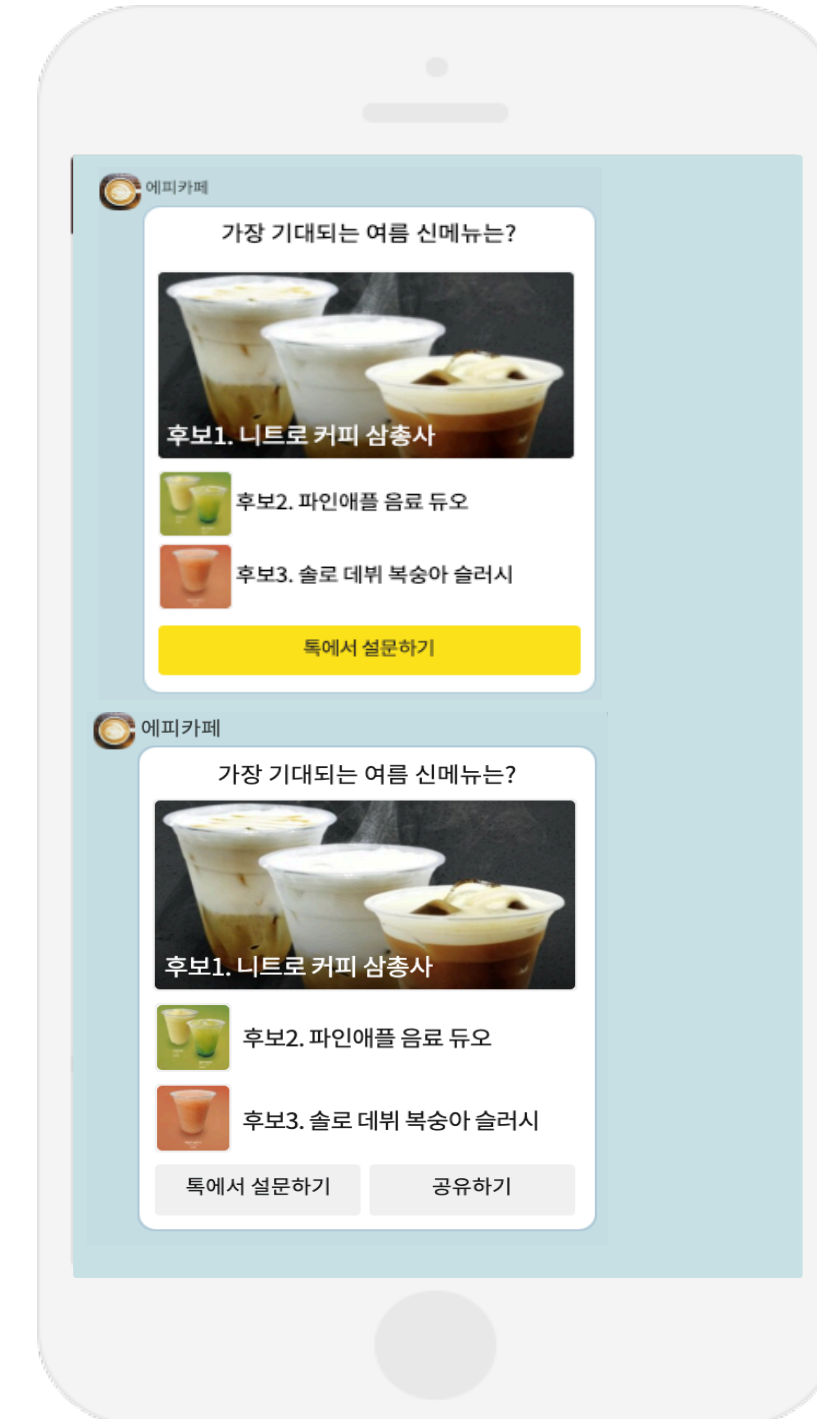 에피카페
가장 기대되는 여름 신메뉴는?
후보1. 니트로 커피 삼총사
후보2. 파인애플 음료 듀오
후보3. 솔로 데뷔 복숭아 슬러시
톡에서 설문하기
에피카페
가장 기대되는 여름 신메뉴는?
후보1. 니트로 커피 삼총사
후보2. 파인애플 음료 듀오
후보3. 솔로 데뷔 복숭아 슬러시
톡에서 설문하기
공유하기